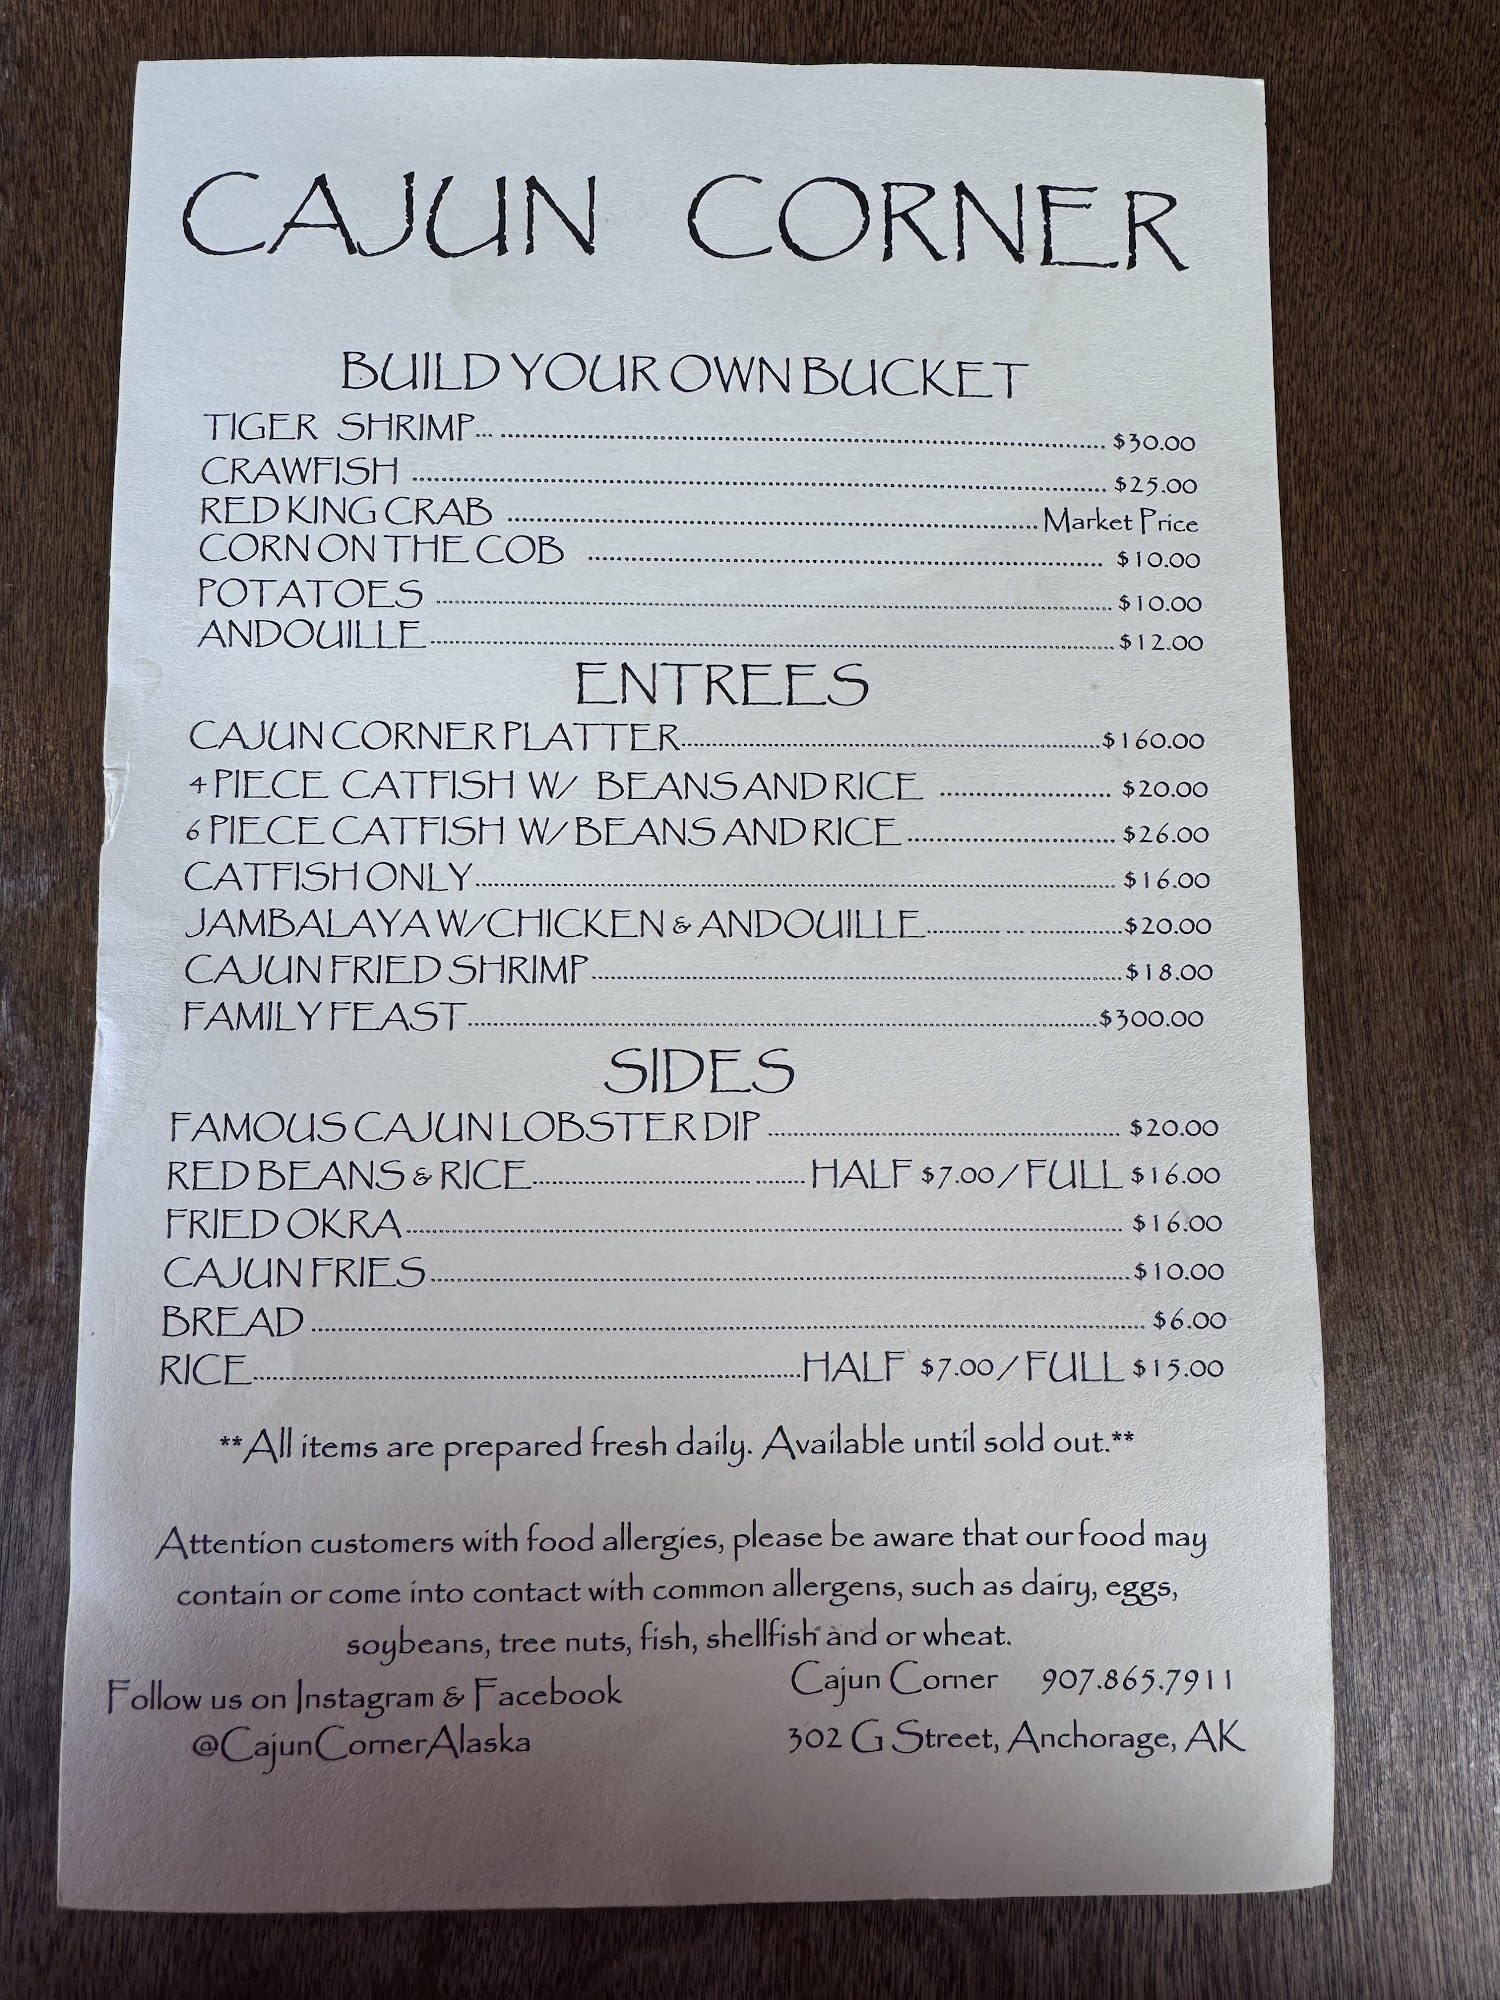 CAJUN CORNER
BUILD YOUR OWN BUCKET
TIGER SHRIMP... ........ $30.00
CRAWFISH ........ $25.00
RED KING CRAB ........ Market Price
CORN ON THE COB ........ $10.00
POTATOES ........ $10.00
ANDOUILLE ........ $12.00
ENTREES
CAJUN CORNER PLATTER ........ $160.00
4 PIECE CATFISH W/ BEANS AND RICE ........ $20.00
6 PIECE CATFISH W/ BEANS AND RICE ........ $26.00
CATFISH ONLY ........ $16.00
JAMBALAYA W/CHICKEN & ANDOUILLE ........ $20.00
CAJUN FRIED SHRIMP ........ $18.00
FAMILY FEAST ........ $300.00
SIDES
FAMOUS CAJUN LOBSTER DIP ........ $20.00
RED BEANS & RICE ........ HALF $7.00 / FULL $16.00
FRIED OKRA ........ $16.00
CAJUN FRIES ........ $10.00
BREAD ........ $6.00
RICE ........ HALF $7.00 / FULL $15.00
**All items are prepared fresh daily. Available until sold out.**
Attention customers with food allergies, please be aware that our food may
contain or come into contact with common allergens, such as dairy, eggs,
soybeans, tree nuts, fish, shellfish and or wheat.
Follow us on Instagram & Facebook
@CajunCornerAlaska
Cajun Corner 907.865.7911
302 G Street, Anchorage, AK